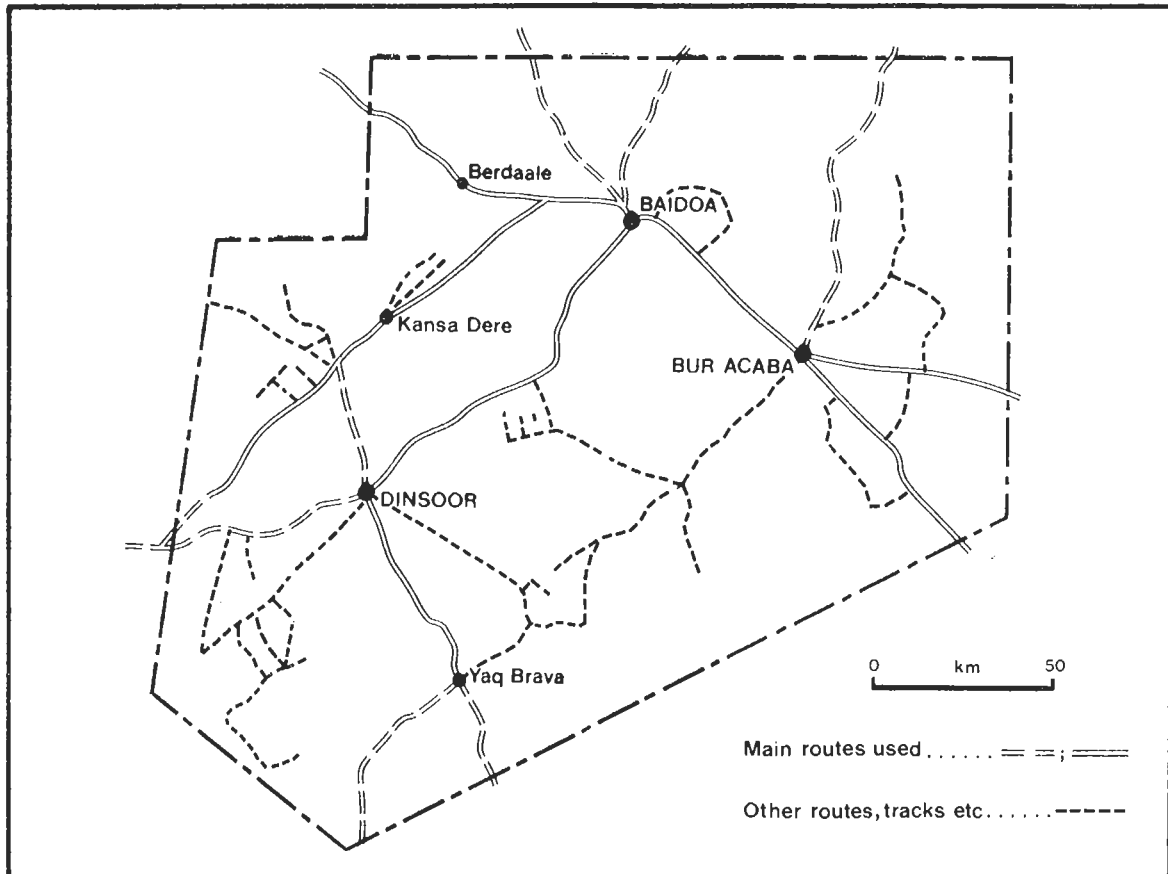 Berdaale
BAIDOA
Kansa Dere
BUR ACABA
DINSOOR
Yaq Brava
0 km 50
Main routes used ...... = = ; ===
Other routes, tracks etc ...... ------